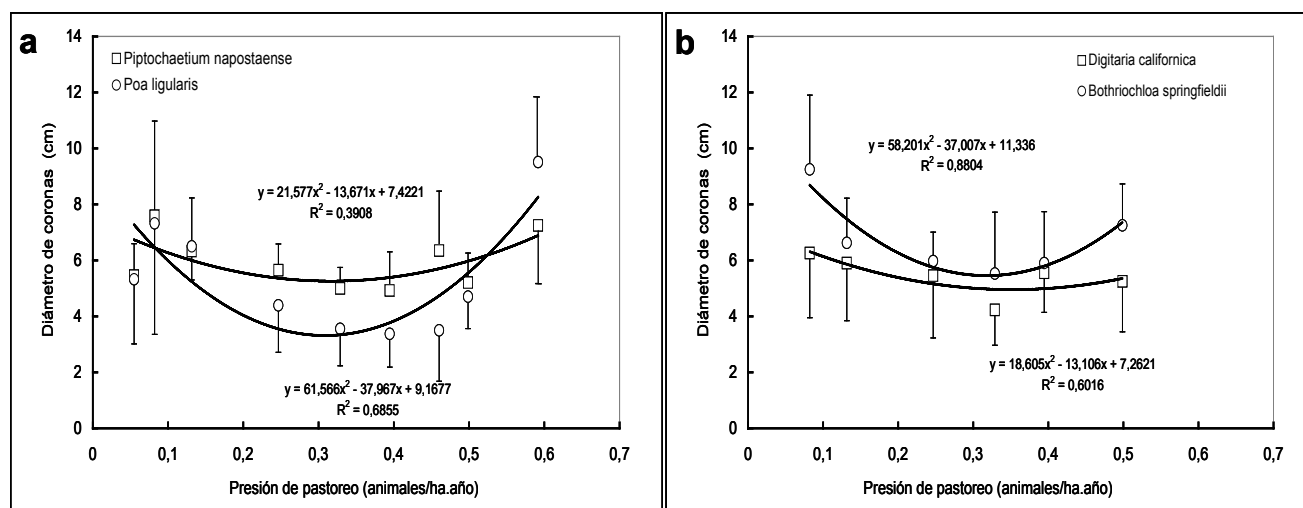 a
14
12
10
8
6
4
2
0
Diámetro de coronas (cm)
Piptochaetium napostaense
Poa ligularis
y = 21,577x² - 13,671x + 7,4221
R² = 0,3908
y = 61,566x² - 37,967x + 9,1677
R² = 0,6855
0 0,1 0,2 0,3 0,4 0,5 0,6 0,7
Presión de pastoreo (animales/ha.año)
b
14
12
10
8
6
4
2
0
Diámetro de coronas (cm)
Digitaria californica
Bothriochloa springfieldii
y = 58,201x² - 37,007x + 11,336
R² = 0,8804
y = 18,605x² - 13,106x + 7,2621
R² = 0,6016
0 0,1 0,2 0,3 0,4 0,5 0,6 0,7
Presión de pastoreo (animales/ha.año)